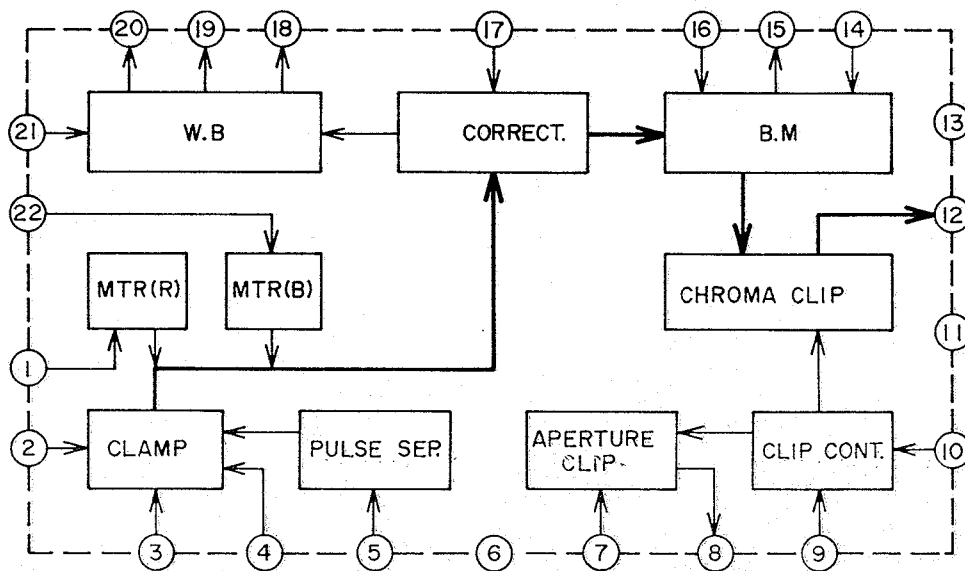 20 19 18 17 16 15 14
21 W.B CORRECT. B.M 13
22 12
MTR(R) MTR(B) CHROMA CLIP
1 11
2 CLAMP PULSE SEP. APERTURE CLIP CLIP CONT. 10
3 4 5 6 7 8 9